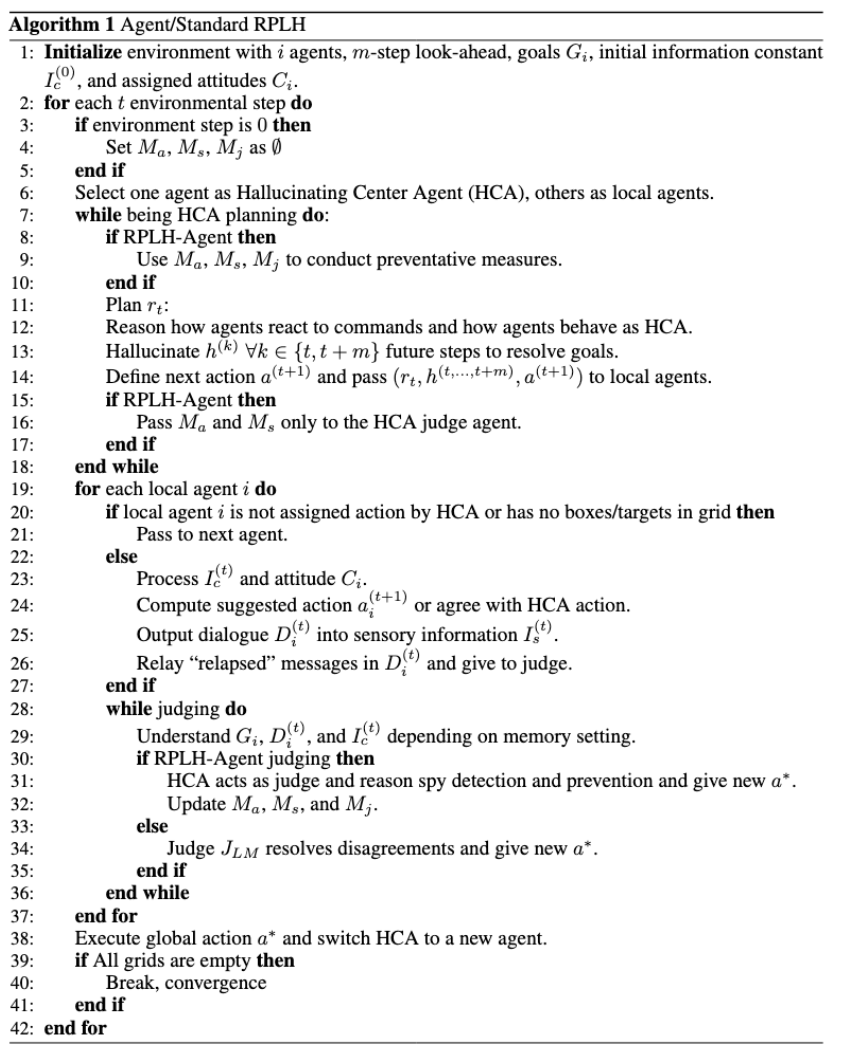 Algorithm 1 Agent/Standard RPLH
1: Initialize environment with i agents, m-step look-ahead, goals G_i, initial information constant
I_c^{(0)}, and assigned attitudes C_i.
2: for each t environmental step do
3: if environment step is 0 then
4: Set M_a, M_s, M_j as ∅
5: end if
6: Select one agent as Hallucinating Center Agent (HCA), others as local agents.
7: while being HCA planning do:
8: if RPLH-Agent then
9: Use M_a, M_s, M_j to conduct preventative measures.
10: end if
11: Plan r_t:
12: Reason how agents react to commands and how agents behave as HCA.
13: Hallucinate h^{(k)} ∀k ∈ {t, t + m} future steps to resolve goals.
14: Define next action a^{(t+1)} and pass (r_t, h^{(t,...,t+m)}, a^{(t+1)}) to local agents.
15: if RPLH-Agent then
16: Pass M_a and M_s only to the HCA judge agent.
17: end if
18: end while
19: for each local agent i do
20: if local agent i is not assigned action by HCA or has no boxes/targets in grid then
21: Pass to next agent.
22: else
23: Process I_c^{(t)} and attitude C_i.
24: Compute suggested action a_i^{(t+1)} or agree with HCA action.
25: Output dialogue D_i^{(t)} into sensory information I_s^{(t)}.
26: Relay “relapsed” messages in D_i^{(t)} and give to judge.
27: end if
28: while judging do
29: Understand G_i, D_i^{(t)}, and I_c^{(t)} depending on memory setting.
30: if RPLH-Agent judging then
31: HCA acts as judge and reason spy detection and prevention and give new a*.
32: Update M_a, M_s, and M_j.
33: else
34: Judge J_{LM} resolves disagreements and give new a*.
35: end if
36: end while
37: end for
38: Execute global action a* and switch HCA to a new agent.
39: if All grids are empty then
40: Break, convergence
41: end if
42: end for